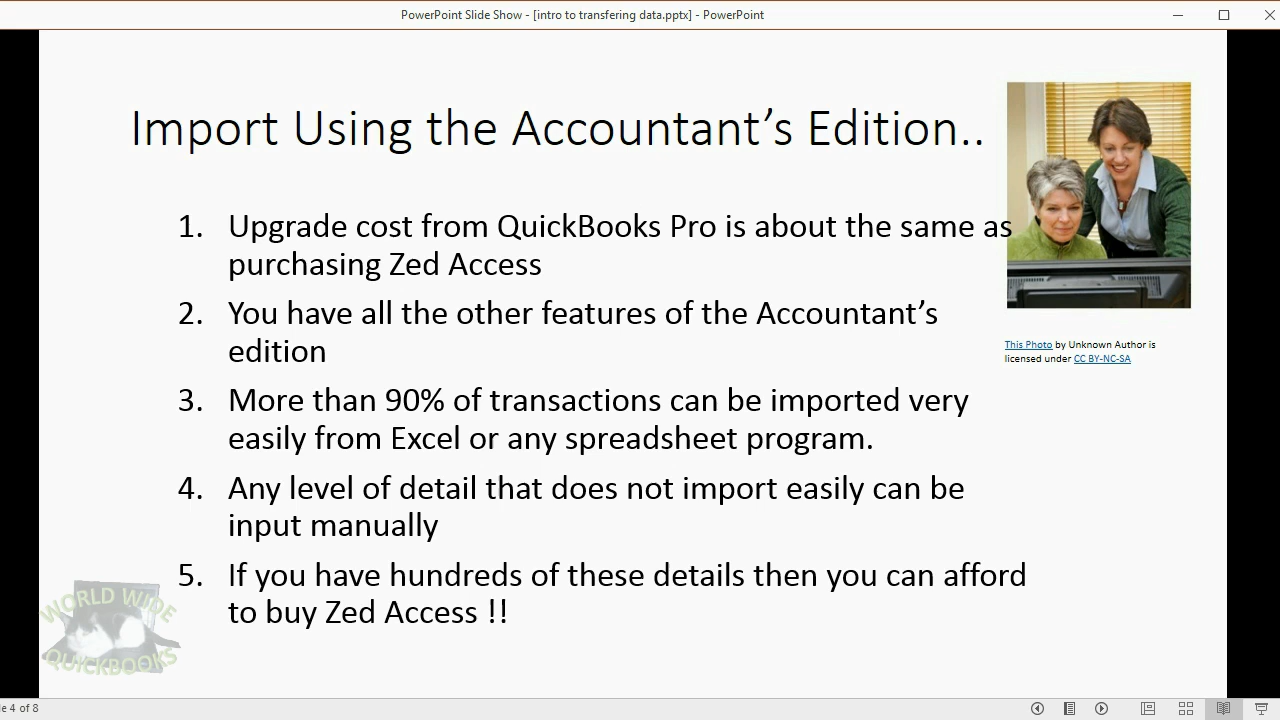 PowerPoint Slide Show - [intro to transfering data.pptx] - PowerPoint
Import Using the Accountant’s Edition..
1. Upgrade cost from QuickBooks Pro is about the same as
purchasing Zed Access
2. You have all the other features of the Accountant’s
edition
3. More than 90% of transactions can be imported very
easily from Excel or any spreadsheet program.
4. Any level of detail that does not import easily can be
input manually
5. If you have hundreds of these details then you can afford
to buy Zed Access !!
This Photo by Unknown Author is
licensed under CC BY-NC-SA
WORLD WIDE
QUICKBOOKS
le 4 of 8